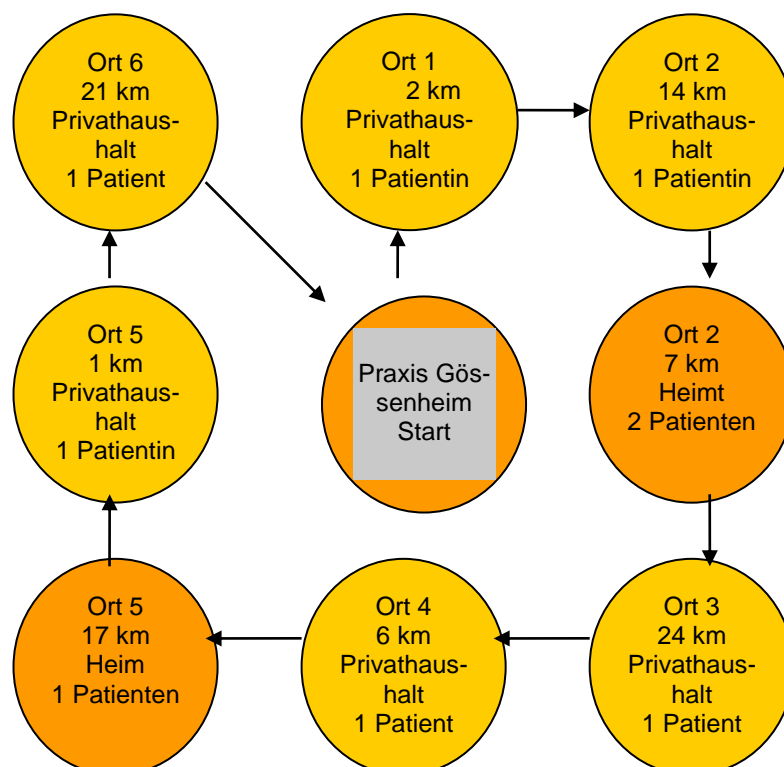 Ort 6
21 km
Privathaus-
halt
1 Patient
Ort 1
2 km
Privathaus-
halt
1 Patientin
Ort 2
14 km
Privathaus-
halt
1 Patientin
Ort 5
1 km
Privathaus-
halt
1 Patientin
Praxis Gös-
senheim
Start
Ort 2
7 km
Heimt
2 Patienten
Ort 5
17 km
Heim
1 Patienten
Ort 4
6 km
Privathaus-
halt
1 Patient
Ort 3
24 km
Privathaus-
halt
1 Patient